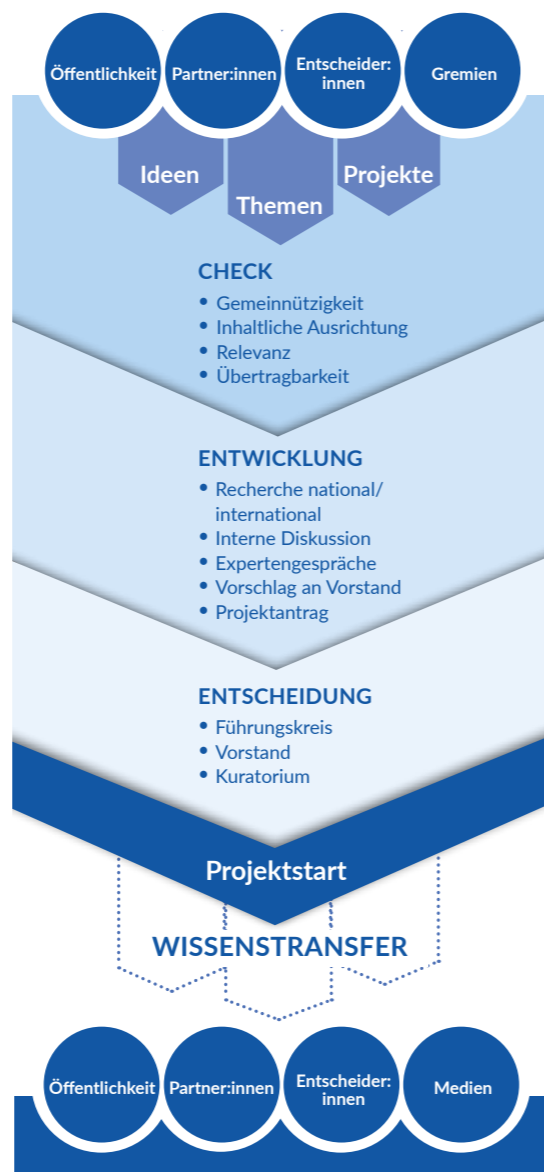 Öffentlichkeit
Partner:innen
Entscheider:
innen
Gremien
Ideen
Themen
Projekte
CHECK
• Gemeinnützigkeit
• Inhaltliche Ausrichtung
• Relevanz
• Übertragbarkeit
ENTWICKLUNG
• Recherche national/
international
• Interne Diskussion
• Expertengespräche
• Vorschlag an Vorstand
• Projektantrag
ENTSCHEIDUNG
• Führungskreis
• Vorstand
• Kuratorium
Projektstart
WISSENSTRANSFER
Öffentlichkeit
Partner:innen
Entscheider:
innen
Medien